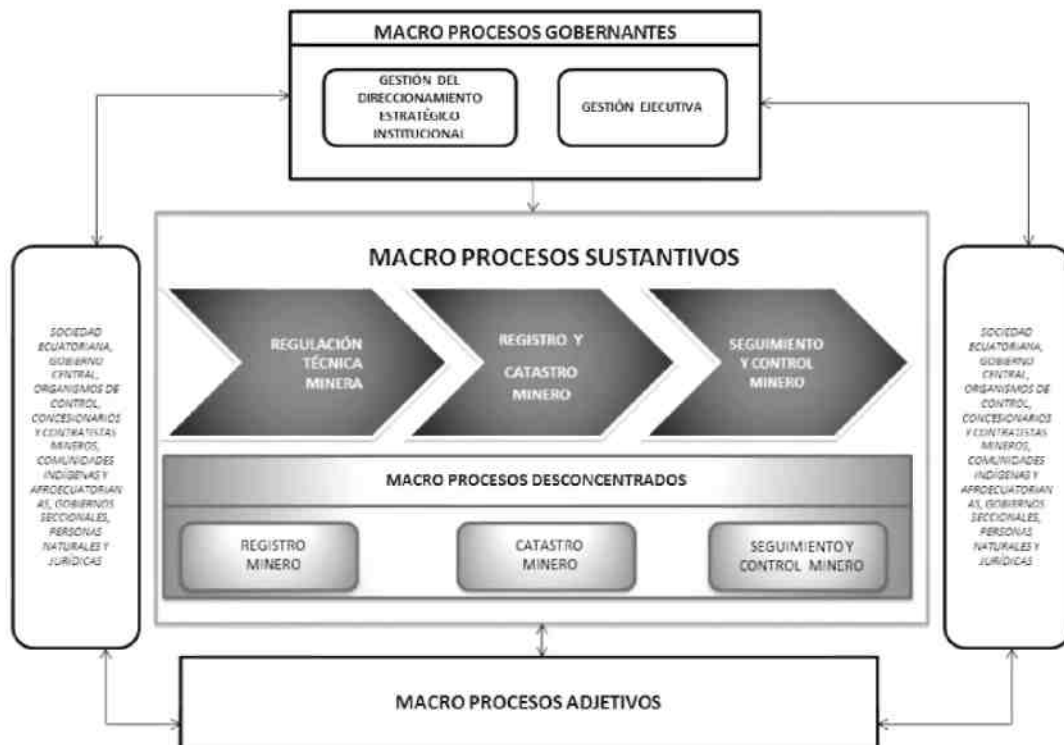 MACRO PROCESOS GOBERNANTES
GESTIÓN DEL
DIRECCIONAMIENTO
ESTRATÉGICO
INSTITUCIONAL
GESTIÓN EJECUTIVA
MACRO PROCESOS SUSTANTIVOS
REGULACIÓN
TÉCNICA
MINERA
REGISTRO Y
CATASTRO
MINERO
SEGUIMIENTO
Y CONTROL
MINERO
SOCIEDAD
ECUATORIANA,
GOBIERNO
CENTRAL,
ORGANISMOS DE
CONTROL,
CONCESIONARIOS
Y CONTRATISTAS
MINEROS,
COMUNIDADES
INDÍGENAS Y
AFROECUATORIAN
AS, GOBIERNOS
SECCIONALES,
PERSONAS
NATURALES Y
JURÍDICAS
MACRO PROCESOS DESCONCENTRADOS
REGISTRO
MINERO
CATASTRO
MINERO
SEGUIMIENTO Y
CONTROL MINERO
SOCIEDAD
ECUATORIANA,
GOBIERNO
CENTRAL,
ORGANISMOS DE
CONTROL,
CONCESIONARIOS
Y CONTRATISTAS
MINEROS,
COMUNIDADES
INDÍGENAS Y
AFROECUATORIAN
AS, GOBIERNOS
SECCIONALES,
PERSONAS
NATURALES Y
JURÍDICAS
MACRO PROCESOS ADJETIVOS